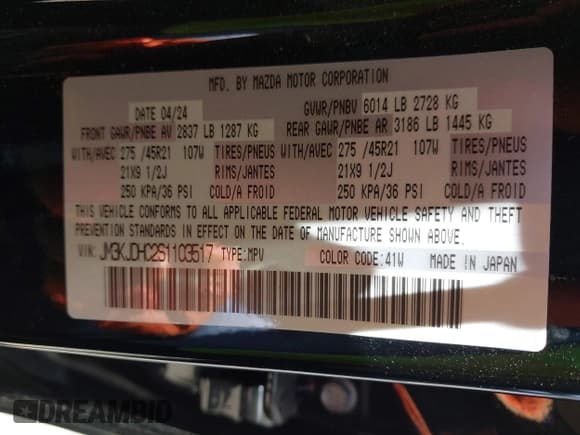 MFD. BY MAZDA MOTOR CORPORATION
DATE 04/24 GVWR/PNBV 6014 LB 2728 KG
FRONT GAWR/PNBE AV 2837 LB 1287 KG REAR GAWR/PNBE AR 3186 LB 1445 KG
WITH/AVEC 275 /45R21 107W TIRES/PNEUS WITH/AVEC 275 /45R21 107W TIRES/PNEUS
21X9 1/2J RIMS/JANTES 21X9 1/2J RIMS/JANTES
250 KPA/36 PSI COLD/A FROID 250 KPA/36 PSI COLD/A FROID
THIS VEHICLE CONFORMS TO ALL APPLICABLE FEDERAL MOTOR VEHICLE SAFETY AND THEFT
PREVENTION STANDARDS IN EFFECT ON THE DATE OF MANUFACTURE SHOWN ABOVE.
VIN: JM3KJDHC2S1103517 TYPE:MPV COLOR CODE:41W MADE IN JAPAN
DREAMBID